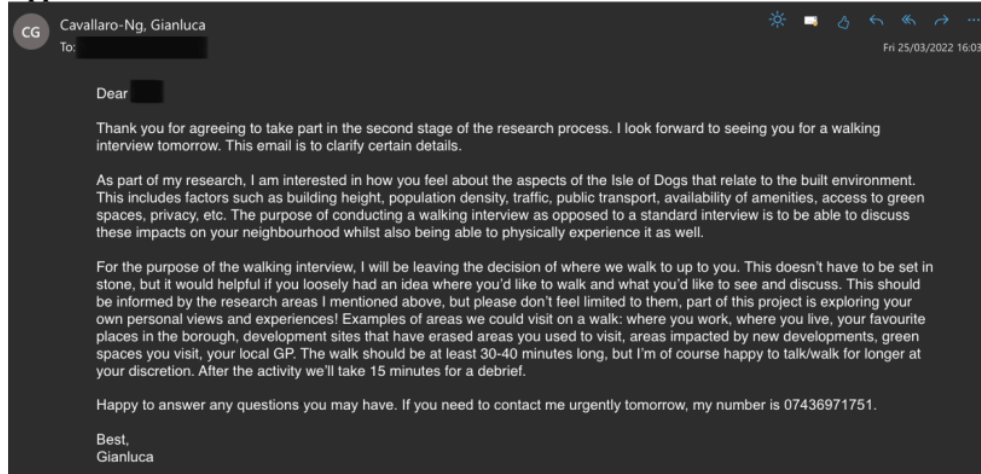 CG
Cavallaro-Ng, Gianluca
To:
Fri 25/03/2022 16:03
Dear
Thank you for agreeing to take part in the second stage of the research process. I look forward to seeing you for a walking
interview tomorrow. This email is to clarify certain details.
As part of my research, I am interested in how you feel about the aspects of the Isle of Dogs that relate to the built environment.
This includes factors such as building height, population density, traffic, public transport, availability of amenities, access to green
spaces, privacy, etc. The purpose of conducting a walking interview as opposed to a standard interview is to be able to discuss
these impacts on your neighbourhood whilst also being able to physically experience it as well.
For the purpose of the walking interview, I will be leaving the decision of where we walk to up to you. This doesn't have to be set in
stone, but it would helpful if you loosely had an idea where you'd like to walk and what you'd like to see and discuss. This should
be informed by the research areas I mentioned above, but please don't feel limited to them, part of this project is exploring your
own personal views and experiences! Examples of areas we could visit on a walk: where you work, where you live, your favourite
places in the borough, development sites that have erased areas you used to visit, areas impacted by new developments, green
spaces you visit, your local GP. The walk should be at least 30-40 minutes long, but I'm of course happy to talk/walk for longer at
your discretion. After the activity we'll take 15 minutes for a debrief.
Happy to answer any questions you may have. If you need to contact me urgently tomorrow, my number is 07436971751.
Best,
Gianluca